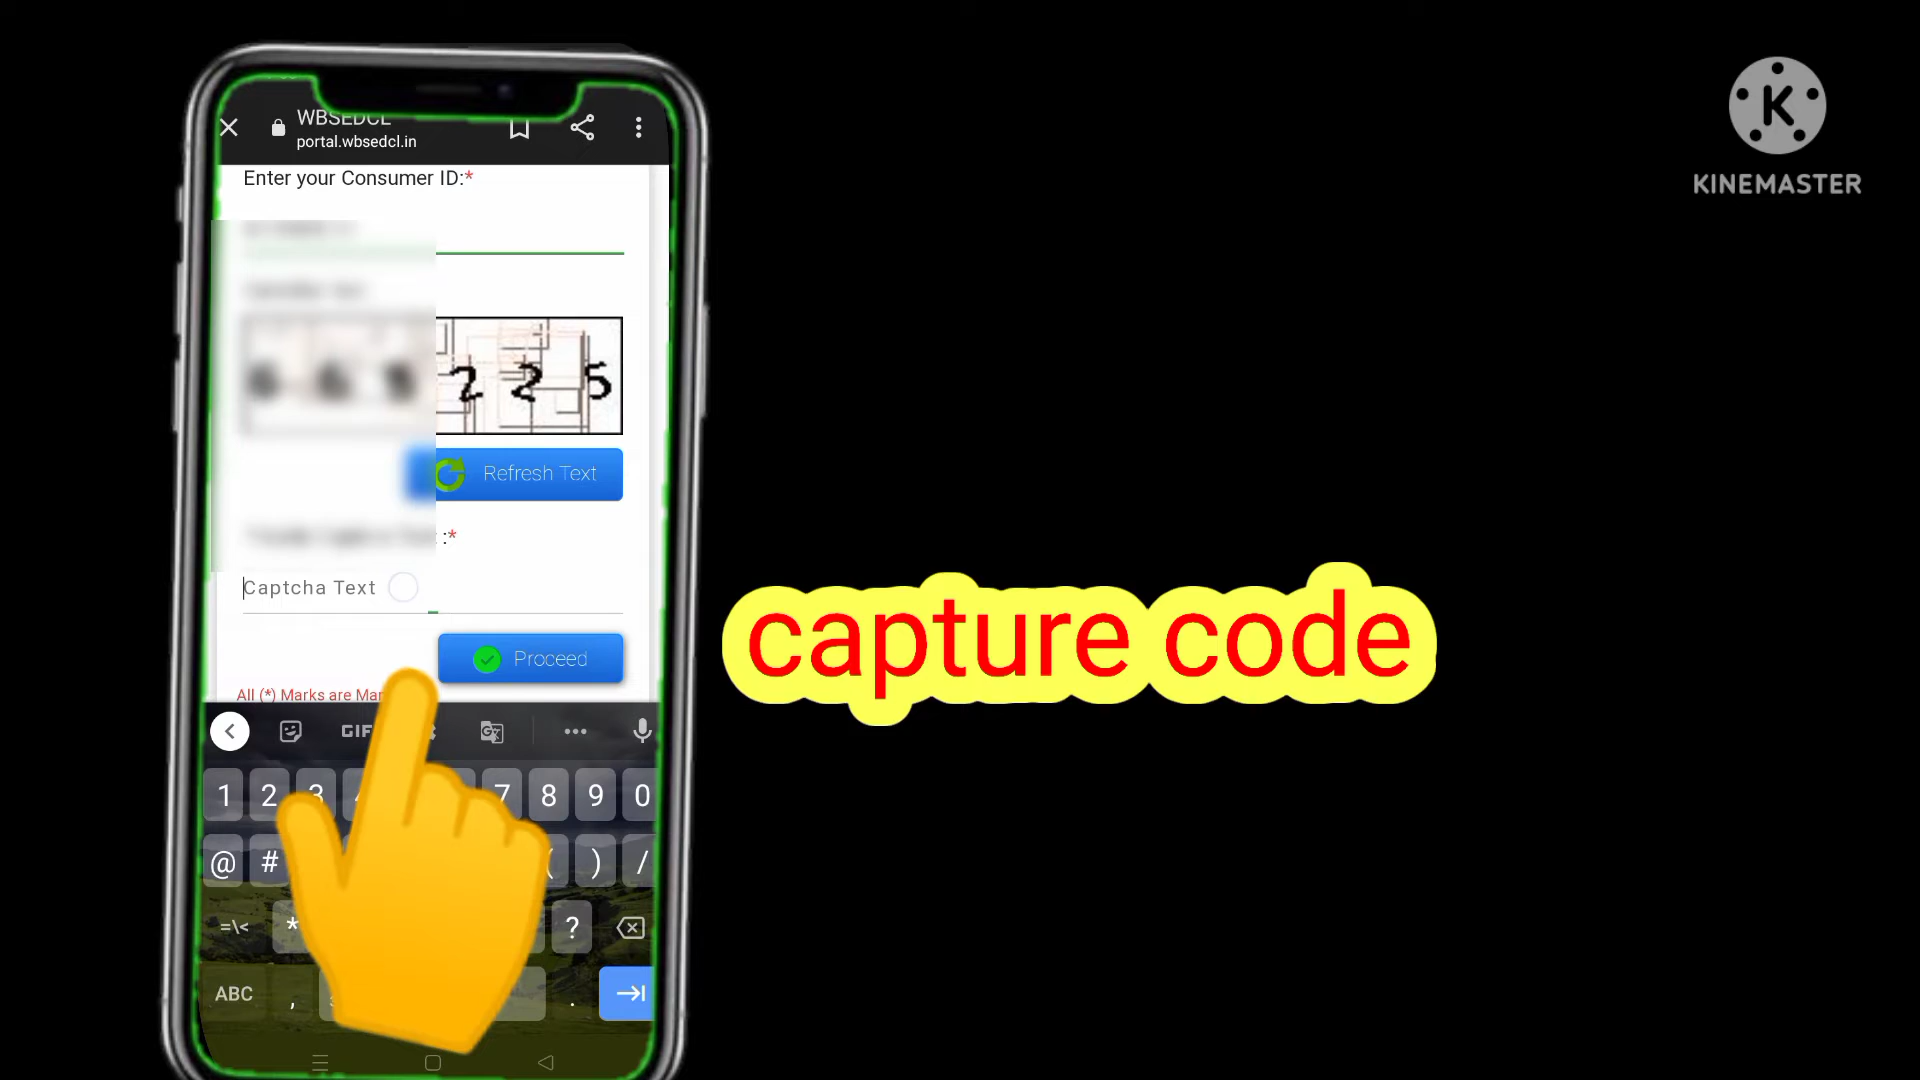 WBSEDCL
portal.wbsedcl.in
KINEMASTER
Enter your Consumer ID:*
2 2 5
Refresh Text
:*
Captcha Text
capture code
Proceed
All (*) Marks are
GIF
1 2 3 7 8 9 0
@ # ( ) /
=\< * ?
ABC , .